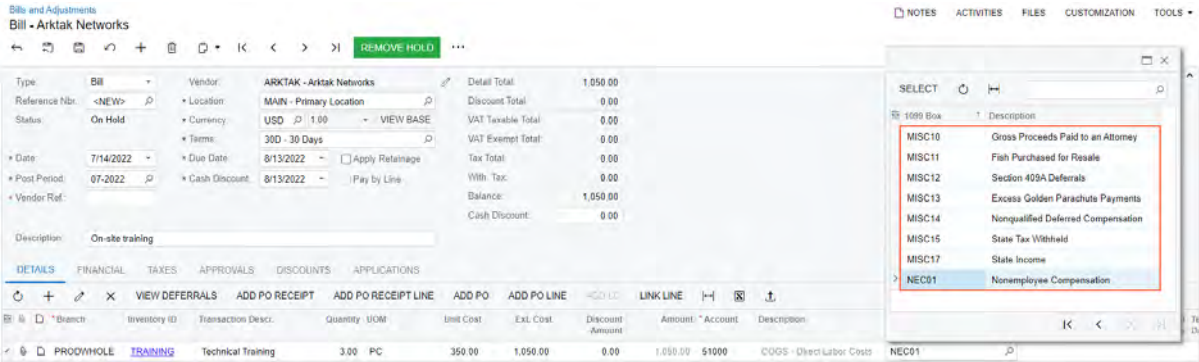 Bills and Adjustments
Bill - Arktak Networks
NOTES ACTIVITIES FILES CUSTOMIZATION TOOLS
REMOVE HOLD
Type: Bill Vendor: ARKTAK - Arktak Networks Detail Total: 1,050.00
Reference Nbr.: <NEW> * Location: MAIN - Primary Location Discount Total: 0.00
Status: On Hold * Currency: USD 1.00 VIEW BASE VAT Taxable Total: 0.00
* Terms: 30D - 30 Days VAT Exempt Total: 0.00
* Date: 7/14/2022 * Due Date: 8/13/2022 Apply Retainage Tax Total: 0.00
* Post Period: 07-2022 * Cash Discount: 8/13/2022 Pay by Line With. Tax: 0.00
* Vendor Ref.: Balance: 1,050.00
Cash Discount: 0.00
Description: On-site training
DETAILS FINANCIAL TAXES APPROVALS DISCOUNTS APPLICATIONS
VIEW DEFERRALS ADD PO RECEIPT ADD PO RECEIPT LINE ADD PO ADD PO LINE ADD LC LINK LINE
*Branch Inventory ID Transaction Descr. Quantity UOM Unit Cost Ext. Cost Discount Amount Amount *Account Description
PRODWHOLE TRAINING Technical Training 3.00 PC 350.00 1,050.00 0.00 1,050.00 51000 COGS - Direct Labor Costs NEC01
SELECT
1099 Box Description
MISC10 Gross Proceeds Paid to an Attorney
MISC11 Fish Purchased for Resale
MISC12 Section 409A Deferrals
MISC13 Excess Golden Parachute Payments
MISC14 Nonqualified Deferred Compensation
MISC15 State Tax Withheld
MISC17 State Income
NEC01 Nonemployee Compensation